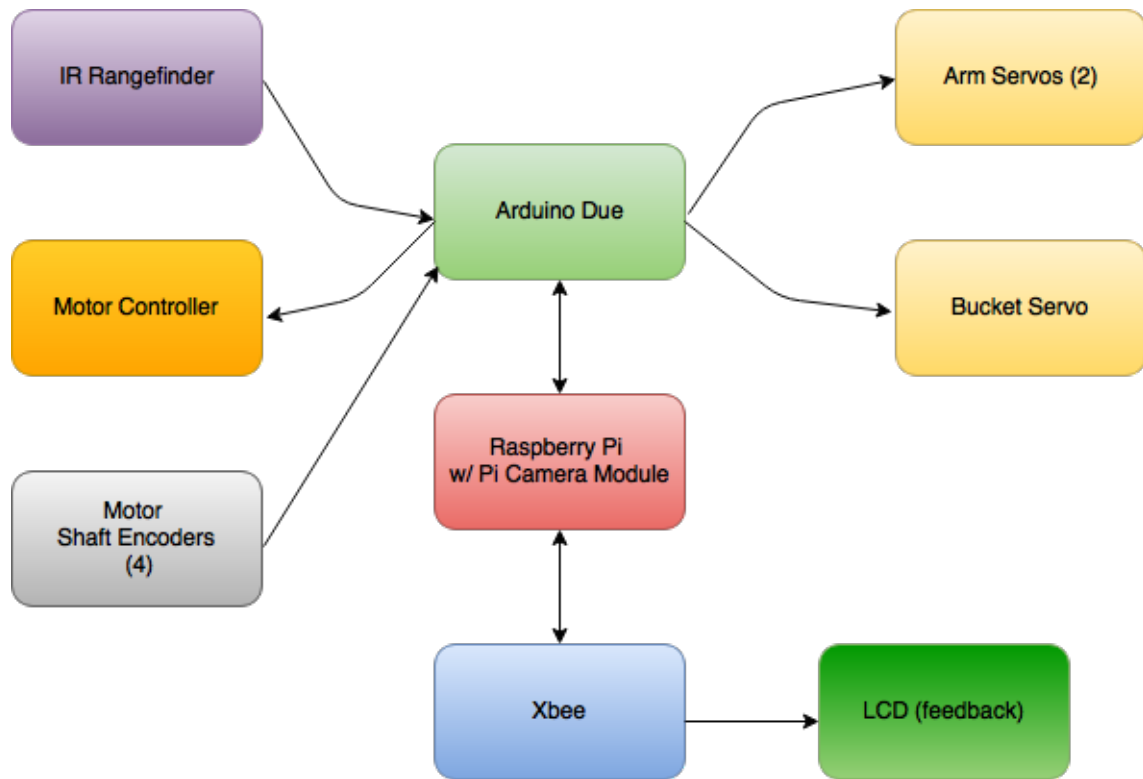 IR Rangefinder
Arm Servos (2)
Arduino Due
Motor Controller
Bucket Servo
Raspberry Pi
w/ Pi Camera Module
Motor
Shaft Encoders
(4)
Xbee
LCD (feedback)